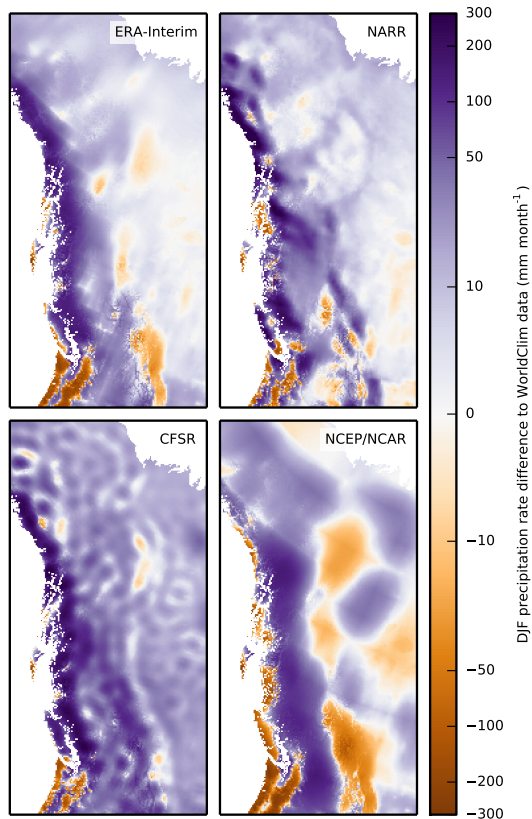 ERA-Interim
NARR
CFSR
NCEP/NCAR
300
200
100
50
10
0
−10
−50
−100
−200
−300
DJF precipitation rate difference to WorldClim data (mm month⁻¹)